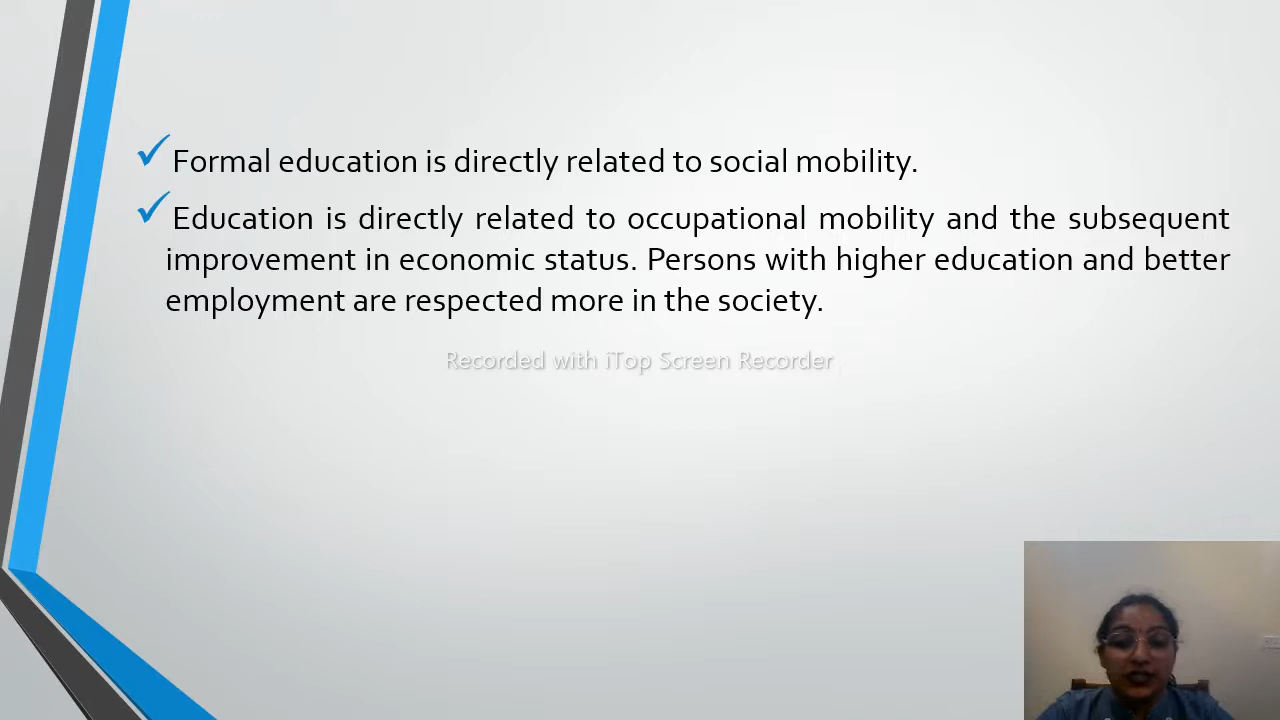 Formal education is directly related to social mobility.
Education is directly related to occupational mobility and the subsequent
improvement in economic status. Persons with higher education and better
employment are respected more in the society.
Recorded with iTop Screen Recorder